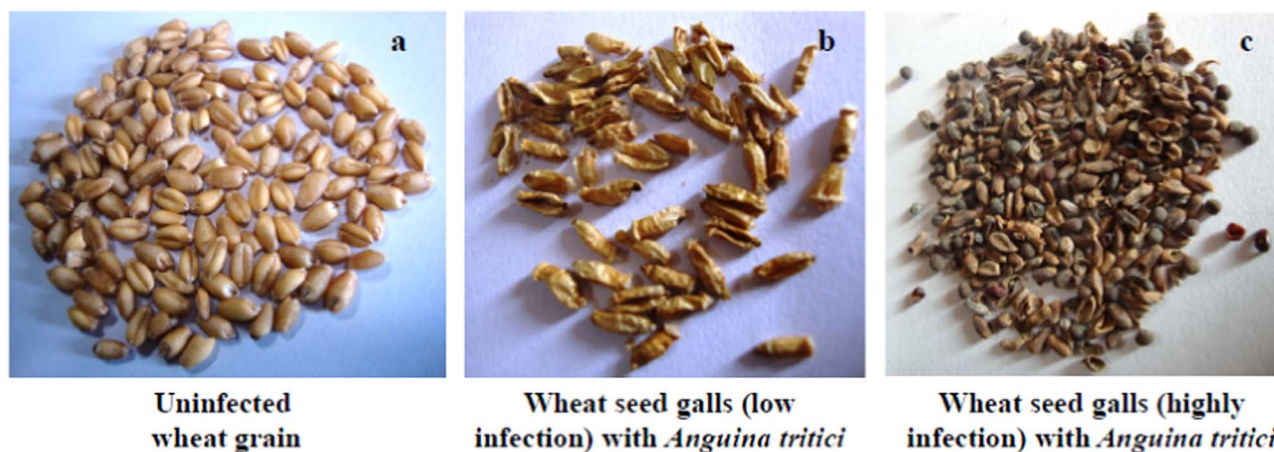 a
b
c
Uninfected
wheat grain
Wheat seed galls (low
infection) with Anguina tritici
Wheat seed galls (highly
infection) with Anguina tritici